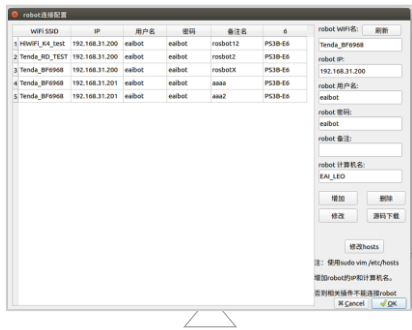 robot连接配置
WIFI SSID IP 用户名 密码 备注名 6
1 HIWIFI_K4_test 192.168.31.200 eaibot eaibot rosbot12 PS3B-E6
2 Tenda_RD_TEST 192.168.31.200 eaibot eaibot rosbot2 PS3B-E6
3 Tenda_BF6968 192.168.31.200 eaibot eaibot rosbotX PS3B-E6
4 Tenda_BF6968 192.168.31.201 eaibot eaibot aaaa PS3B-E6
5 Tenda_BF6968 192.168.31.201 eaibot eaibot aaa2 PS3B-E6
robot WIFI名: 刷新
Tenda_BF6968
robot IP:
192.168.31.200
robot 用户名:
eaibot
robot 密码:
eaibot
robot 备注:
robot 计算机名:
EAI_LEO
增加 删除
修改 源码下载
修改hosts
注: 使用sudo vim /etc/hosts
增加robot的IP和计算机名。
否则相关插件不能连接robot
Cancel OK